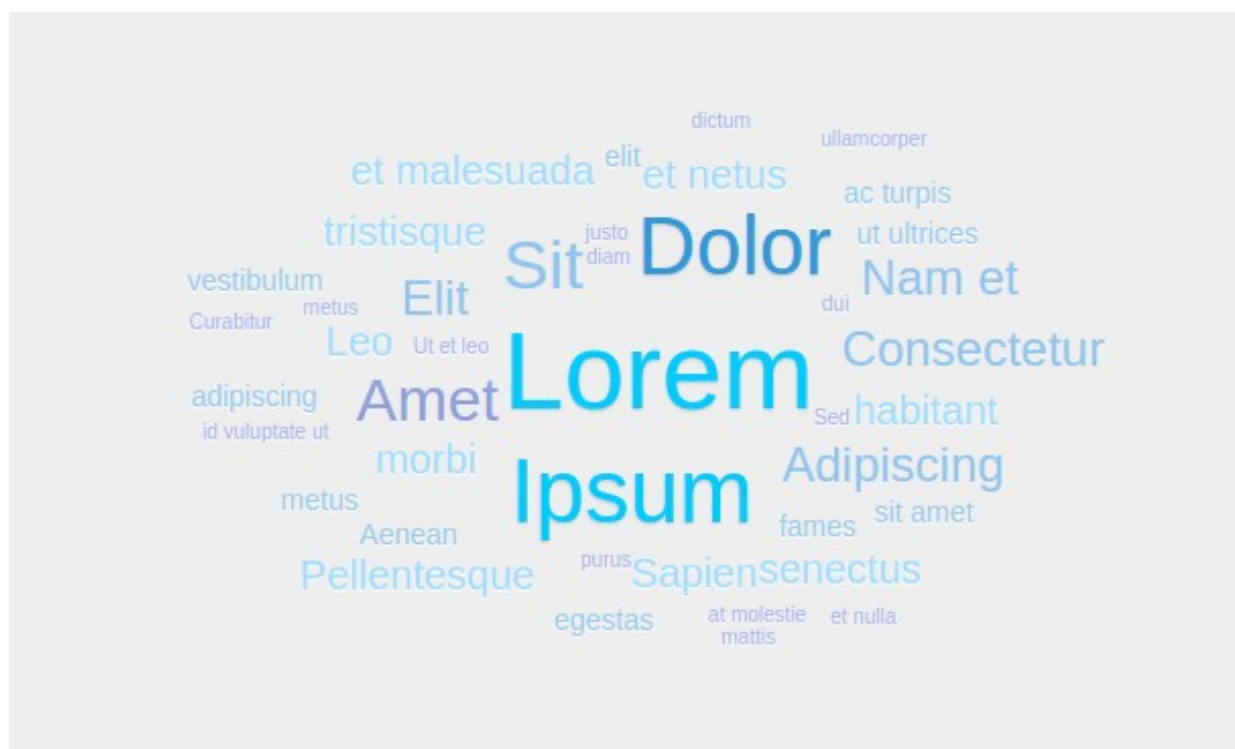 dictum
ullamcorper
et malesuada
elit
et netus
ac turpis
tristisque
Sit
justo
diam
Dolor
ut ultrices
vestibulum
Elit
Nam et
metus
dui
Curabitur
Leo
Ut et leo
Lorem
Consectetur
adipiscing
Amet
Sed
habitant
id vuluptate ut
morbi
Ipsum
Adipiscing
metus
fames
sit amet
Aenean
Pellentesque
purus
Sapien
senectus
egestas
at molestie
et nulla
mattis